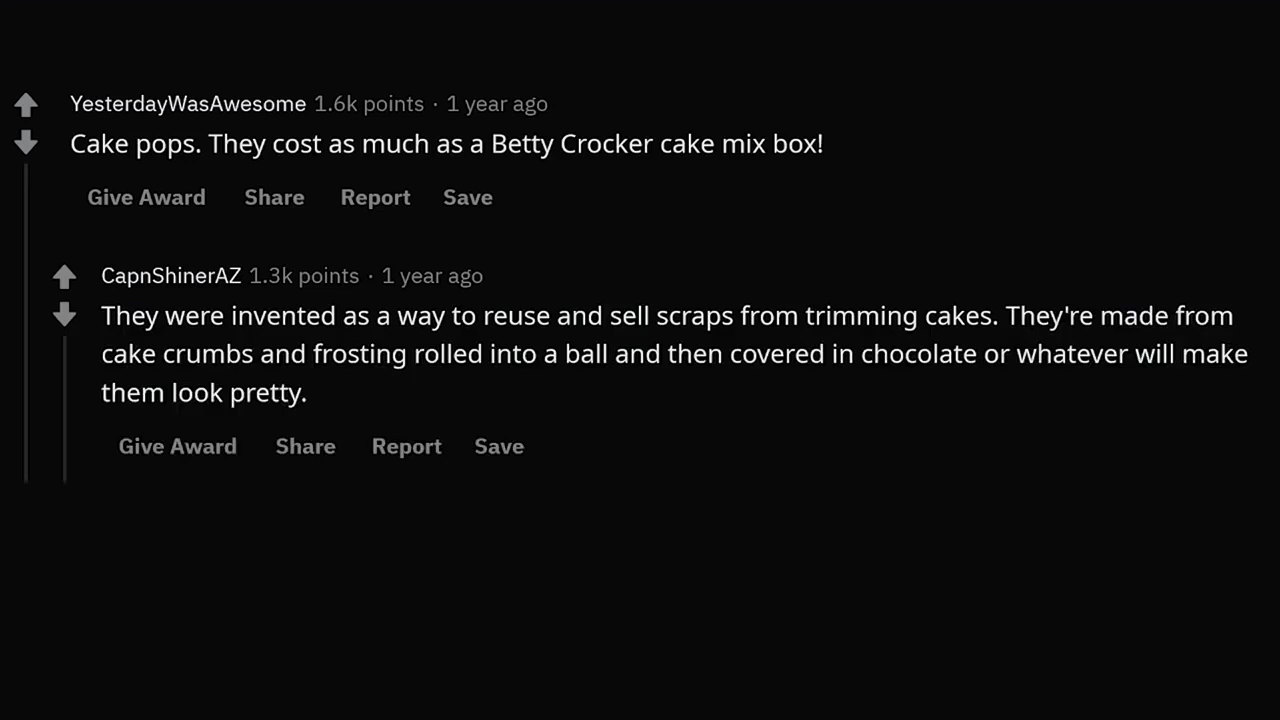 YesterdayWasAwesome 1.6k points · 1 year ago
Cake pops. They cost as much as a Betty Crocker cake mix box!
Give Award Share Report Save
CapnShinerAZ 1.3k points · 1 year ago
They were invented as a way to reuse and sell scraps from trimming cakes. They're made from
cake crumbs and frosting rolled into a ball and then covered in chocolate or whatever will make
them look pretty.
Give Award Share Report Save